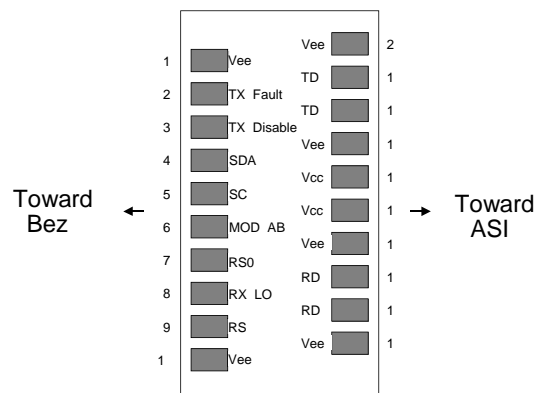 Vee 2
1 Vee
TD 1
2 TX Fault
TD 1
3 TX Disable
Vee 1
4 SDA
Vcc 1
5 SC
Vcc 1
6 MOD AB
Vee 1
7 RS0
RD 1
8 RX LO
RD 1
9 RS
Vee 1
1 Vee
Toward
Bez
Toward
ASI